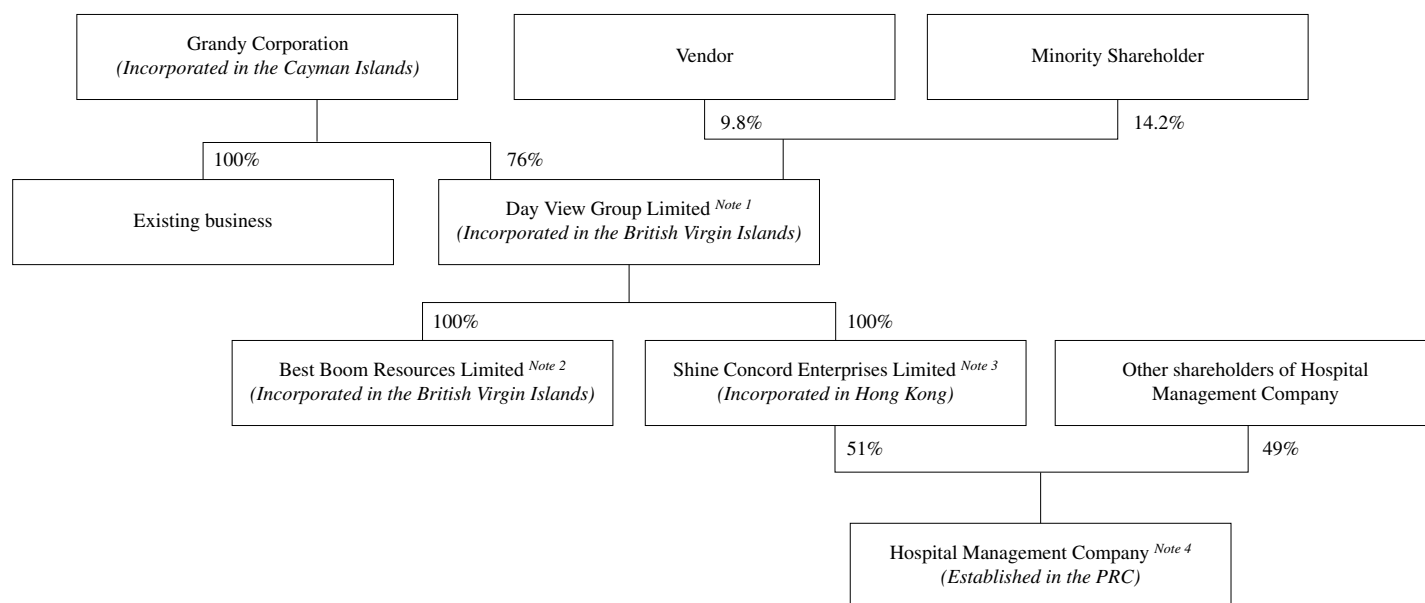 Grandy Corporation
(Incorporated in the Cayman Islands)
Vendor
Minority Shareholder
9.8%
14.2%
100%
76%
Existing business
Day View Group Limited Note 1
(Incorporated in the British Virgin Islands)
100%
100%
Best Boom Resources Limited Note 2
(Incorporated in the British Virgin Islands)
Shine Concord Enterprises Limited Note 3
(Incorporated in Hong Kong)
Other shareholders of Hospital
Management Company
51%
49%
Hospital Management Company Note 4
(Established in the PRC)